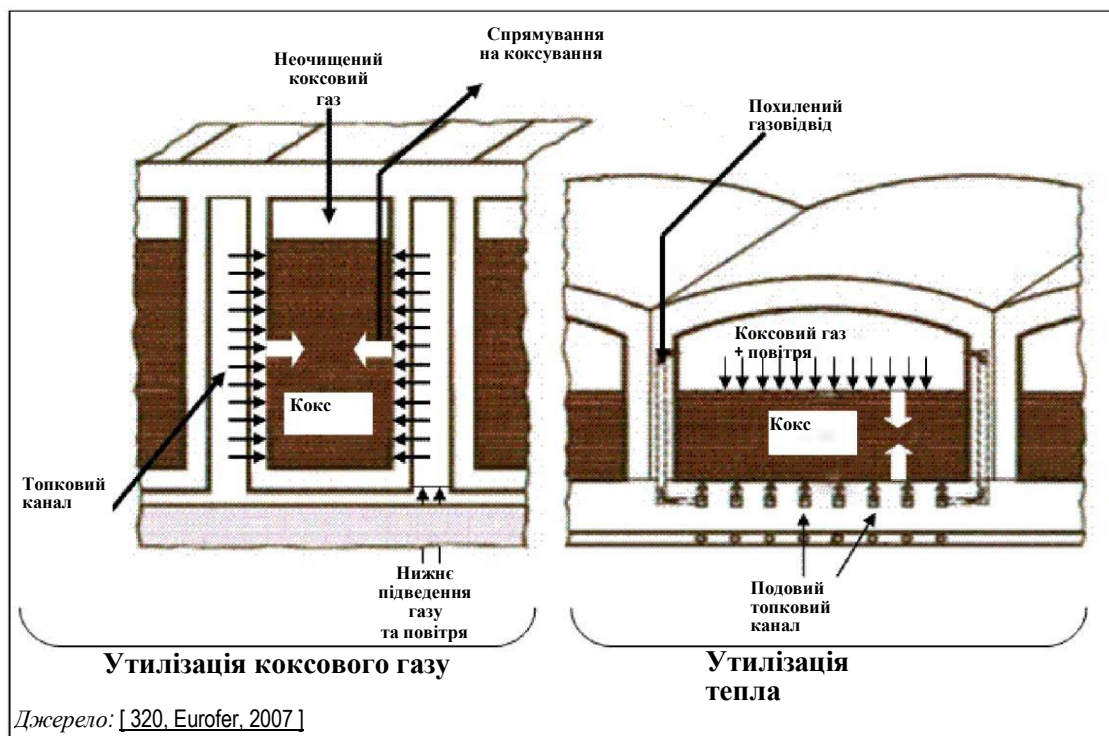 Спрямування
на коксування
Неочищений
коксовий
газ
Похилений
газовідвід
Коксовий газ
+ повітря
Кокс
Кокс
Топковий
канал
Нижнє
підведення
газу
та повітря
Подовий
топковий
канал
Утилізація коксового газу
Утилізація
тепла
Джерело: [ 320, Eurofer, 2007 ]